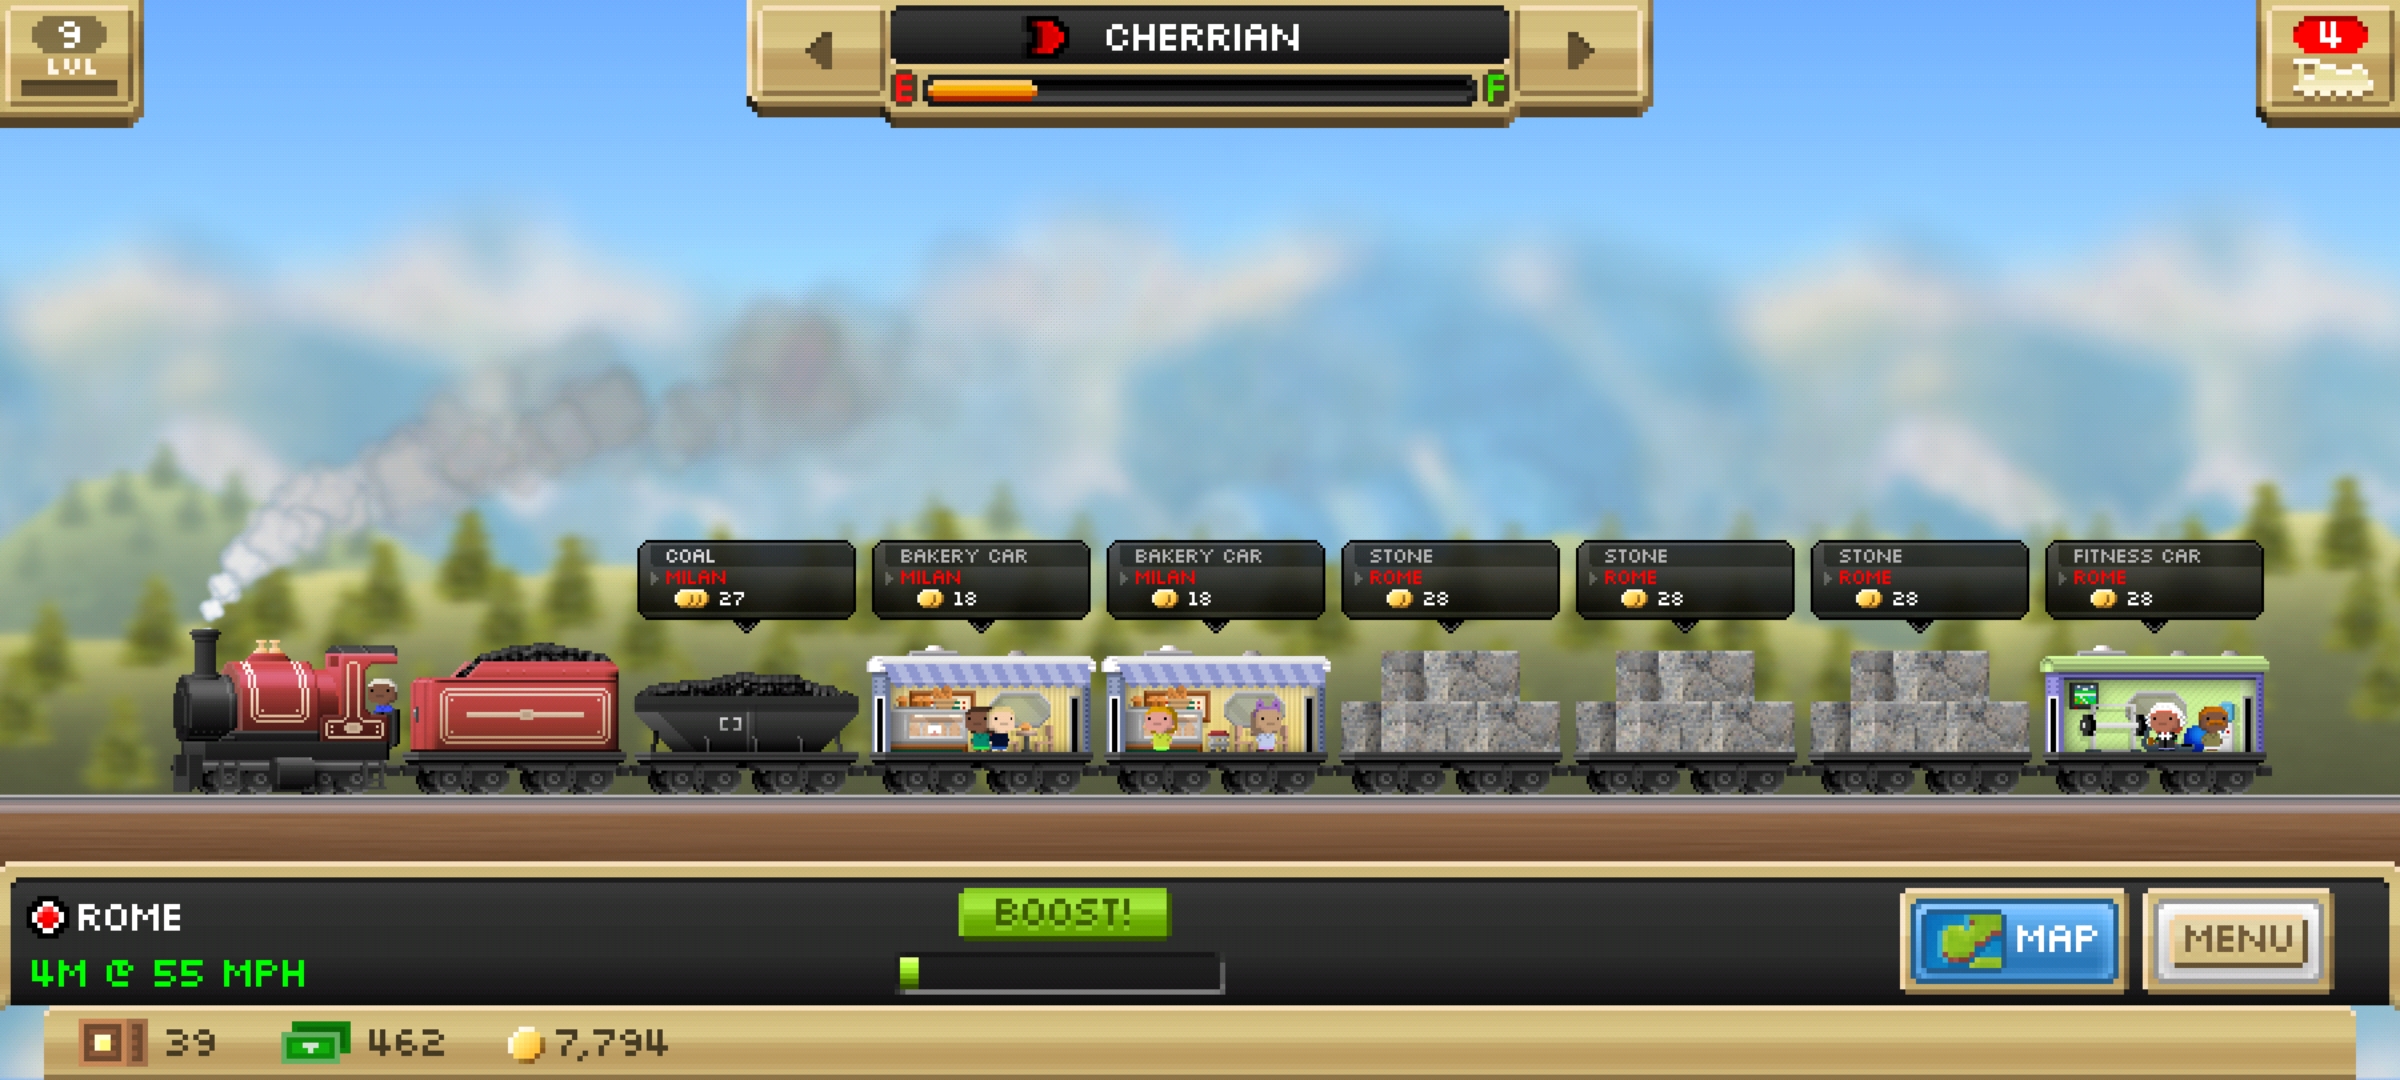 9
LVL
CHERRIAN
E F
4
COAL
MILAN
27
BAKERY CAR
MILAN
18
BAKERY CAR
MILAN
18
STONE
ROME
28
STONE
ROME
28
STONE
ROME
28
FITNESS CAR
ROME
28
ROME
4M @ 55 MPH
BOOST!
MAP
MENU
39 462 7,794